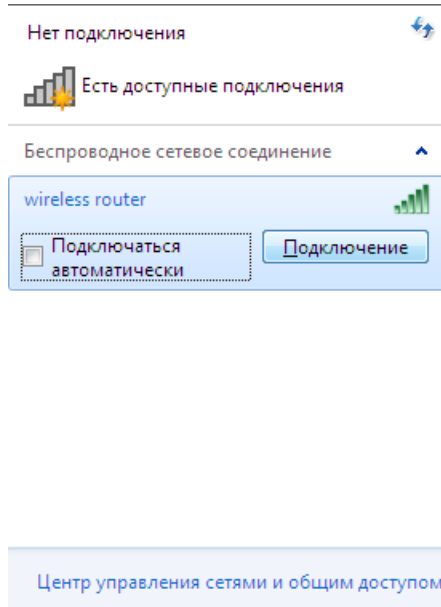 Нет подключения
Есть доступные подключения
Беспроводное сетевое соединение
wireless router
Подключаться
автоматически
Подключение
Центр управления сетями и общим доступом